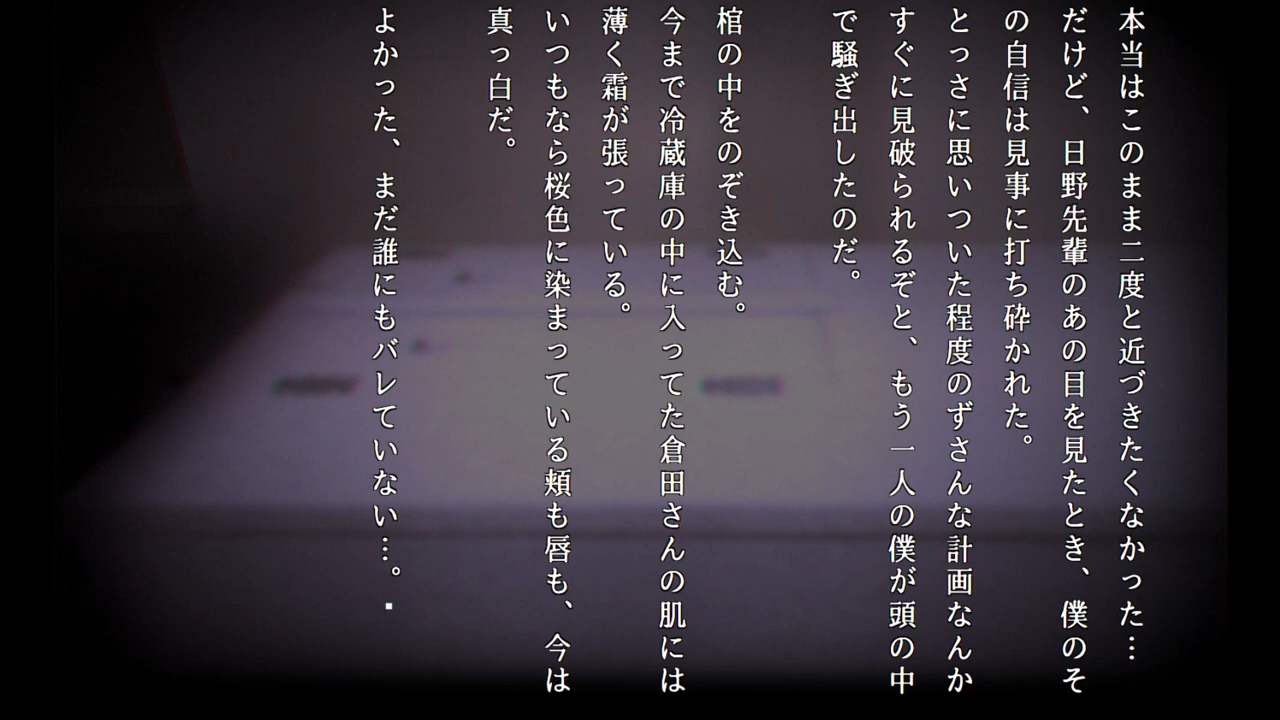 本当はこのまま二度と近づきたくなかった…
だけど、日野先輩のあの目を見たとき、僕のそ
の自信は見事に打ち砕かれた。
とっさに思いついた程度のずさんな計画なんか
すぐに見破られるぞと、もう一人の僕が頭の中
で騒ぎ出したのだ。
棺の中をのぞき込む。
今まで冷蔵庫の中に入ってた倉田さんの肌には
薄く霜が張っている。
いつもなら桜色に染まっている頬も唇も、今は
真っ白だ。
よかった、まだ誰にもバレていない…。